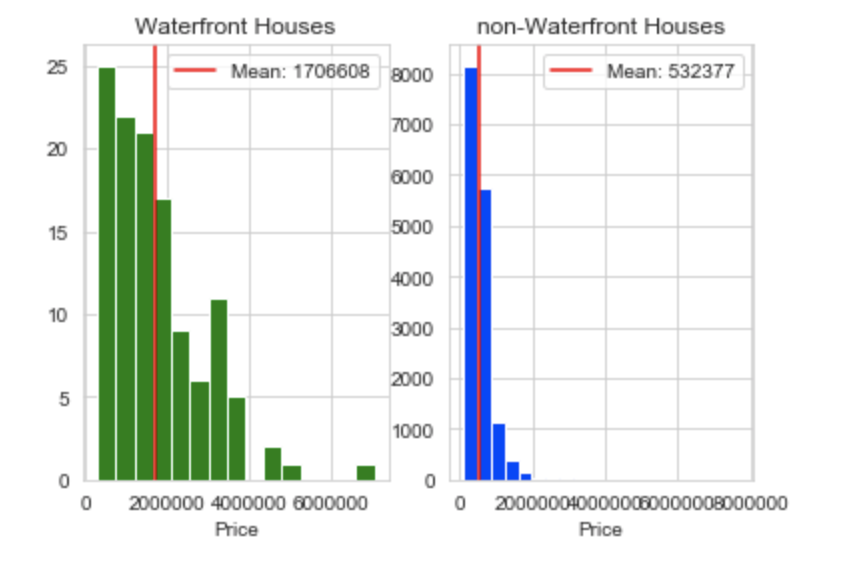 Waterfront Houses
Mean: 1706608
25
20
15
10
5
0
0 2000000 4000000 6000000
Price
non-Waterfront Houses
Mean: 532377
8000
7000
6000
5000
4000
3000
2000
1000
0
0 2000000 4000000 6000000 8000000
Price